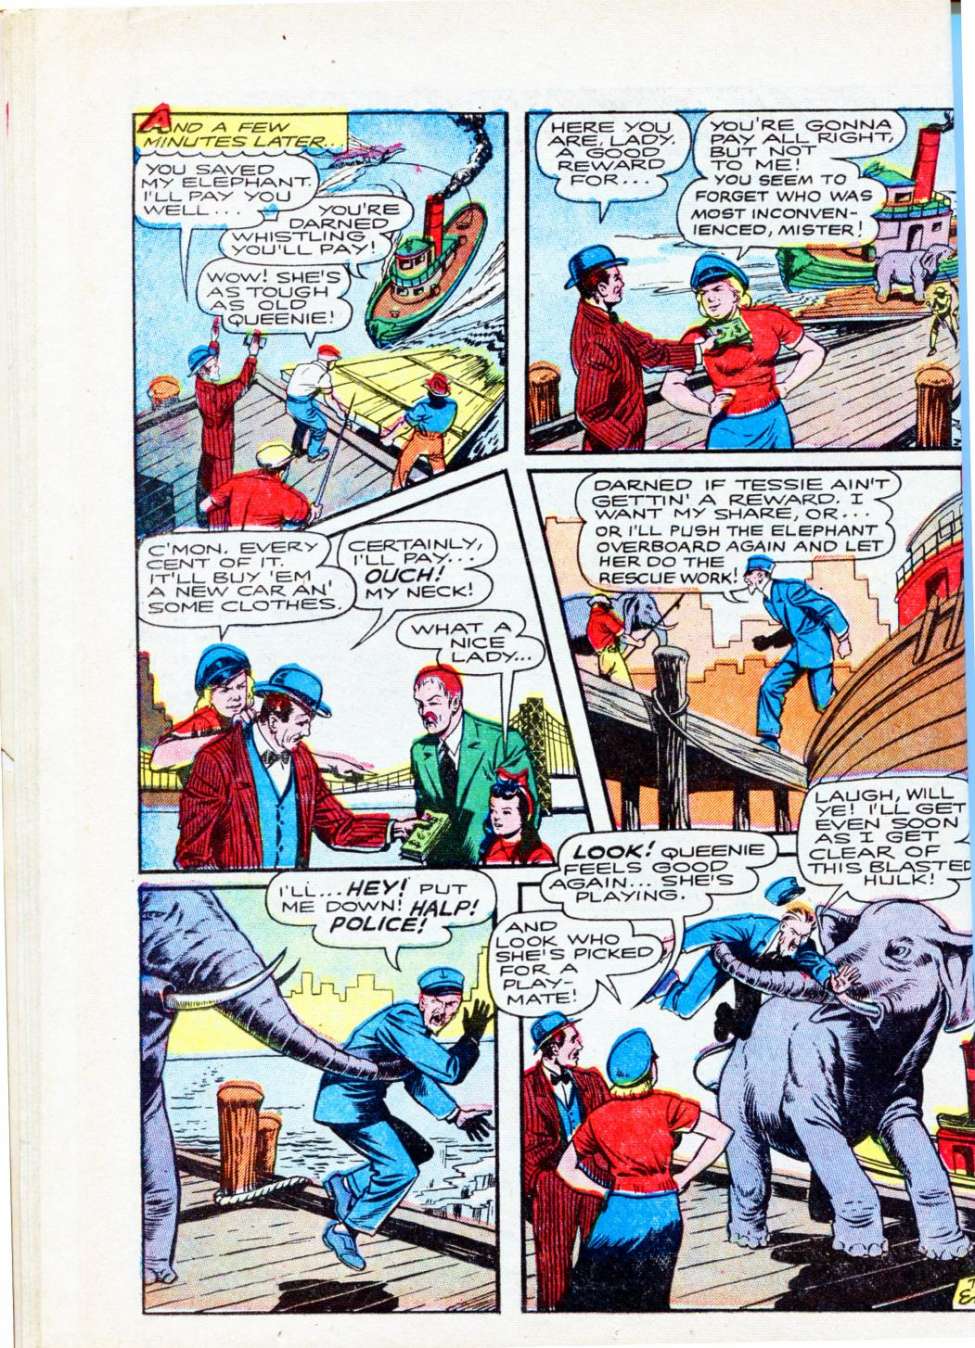 AND A FEW
MINUTES LATER...
YOU SAVED
MY ELEPHANT.
I'LL PAY YOU
WELL...
YOU'RE
DARNED
WHISTLING
YOU'LL PAY!
WOW! SHE'S
AS TOUGH
AS OLD
QUEENIE!
HERE YOU
ARE, LADY.
A GOOD
REWARD
FOR...
YOU'RE GONNA
PAY ALL RIGHT,
BUT NOT
TO ME!
YOU SEEM TO
FORGET WHO WAS
MOST INCONVEN-
IENCED, MISTER!
C'MON. EVERY
CENT OF IT.
IT'LL BUY 'EM
A NEW CAR AN'
SOME CLOTHES.
CERTAINLY,
I'LL PAY...
OUCH!
MY NECK!
WHAT A
NICE
LADY...
DARNED IF TESSIE AIN'T
GETTIN' A REWARD. I
WANT MY SHARE, OR...
OR I'LL PUSH THE ELEPHANT
OVERBOARD AGAIN AND LET
HER DO THE
RESCUE WORK!
I'LL... HEY! PUT
ME DOWN! HALP!
POLICE!
LOOK! QUEENIE
FEELS GOOD
AGAIN... SHE'S
PLAYING.
AND
LOOK WHO
SHE'S PICKED
FOR A
PLAY-
MATE!
LAUGH, WILL
YE! I'LL GET
EVEN SOON
AS I GET
CLEAR OF
THIS BLASTED
HULK!